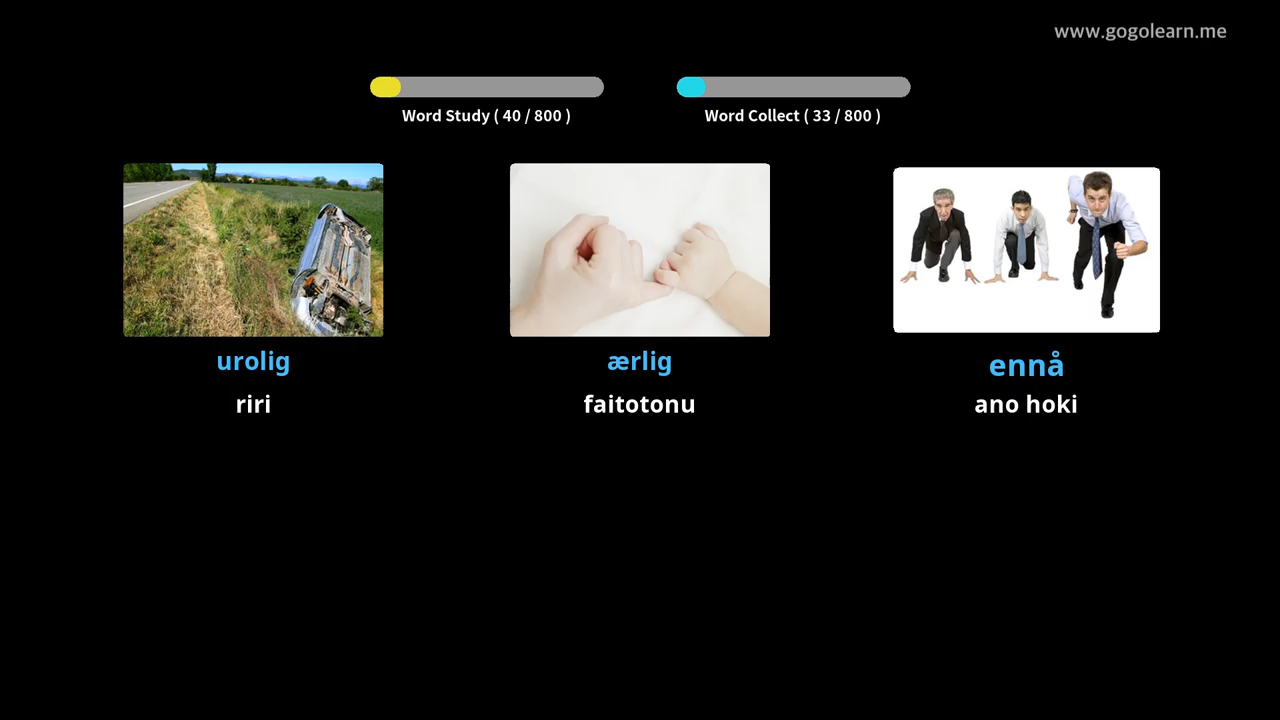 www.gogolearn.me
Word Study ( 40 / 800 )
Word Collect ( 33 / 800 )
urolig
ærlig
ennå
riri
faitotonu
ano hoki